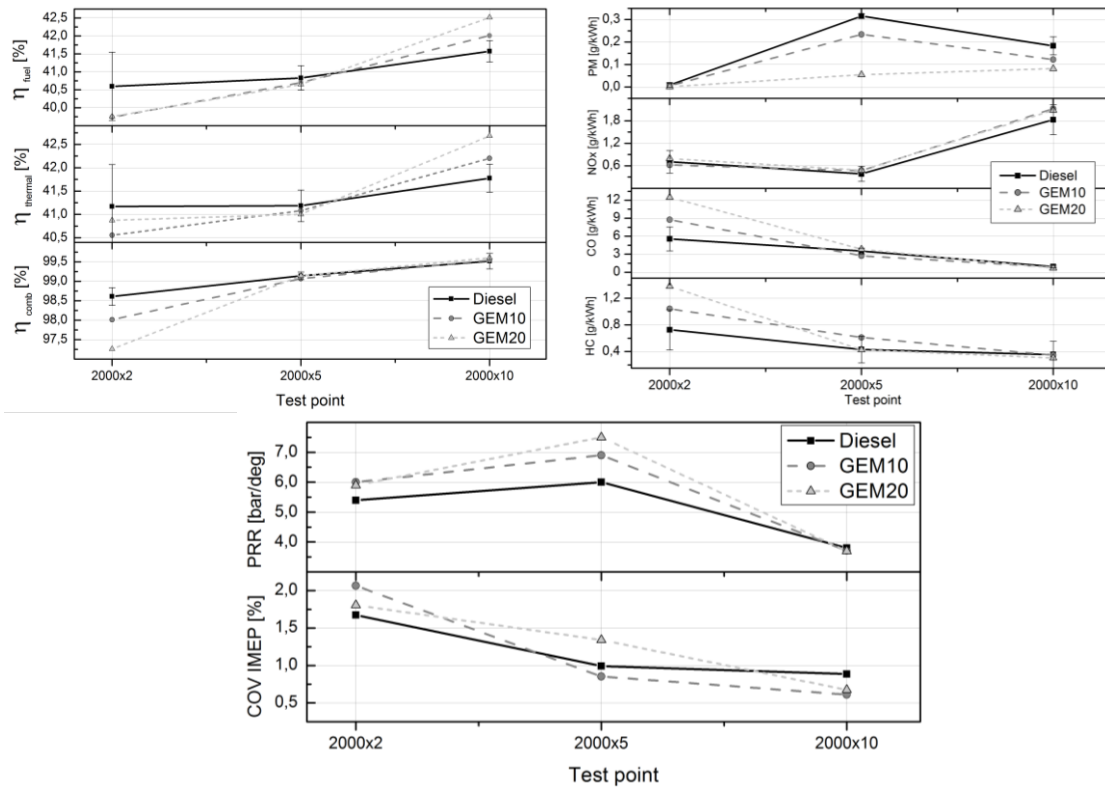 η fuel [%]
42,5
42,0
41,5
41,0
40,5
40,0
η thermal [%]
42,5
42,0
41,5
41,0
40,5
η comb [%]
99,5
99,0
98,5
98,0
97,5
Diesel
GEM10
GEM20
2000x2 2000x5 2000x10
Test point
PM [g/kWh]
0,3
0,2
0,1
0,0
NOx [g/kWh]
1,8
1,2
0,6
Diesel
GEM10
GEM20
CO [g/kWh]
12
9
6
3
0
HC [g/kWh]
1,2
0,8
0,4
2000x2 2000x5 2000x10
Test point
PRR [bar/deg]
7,0
6,0
5,0
4,0
Diesel
GEM10
GEM20
COV IMEP [%]
2,0
1,5
1,0
0,5
2000x2 2000x5 2000x10
Test point